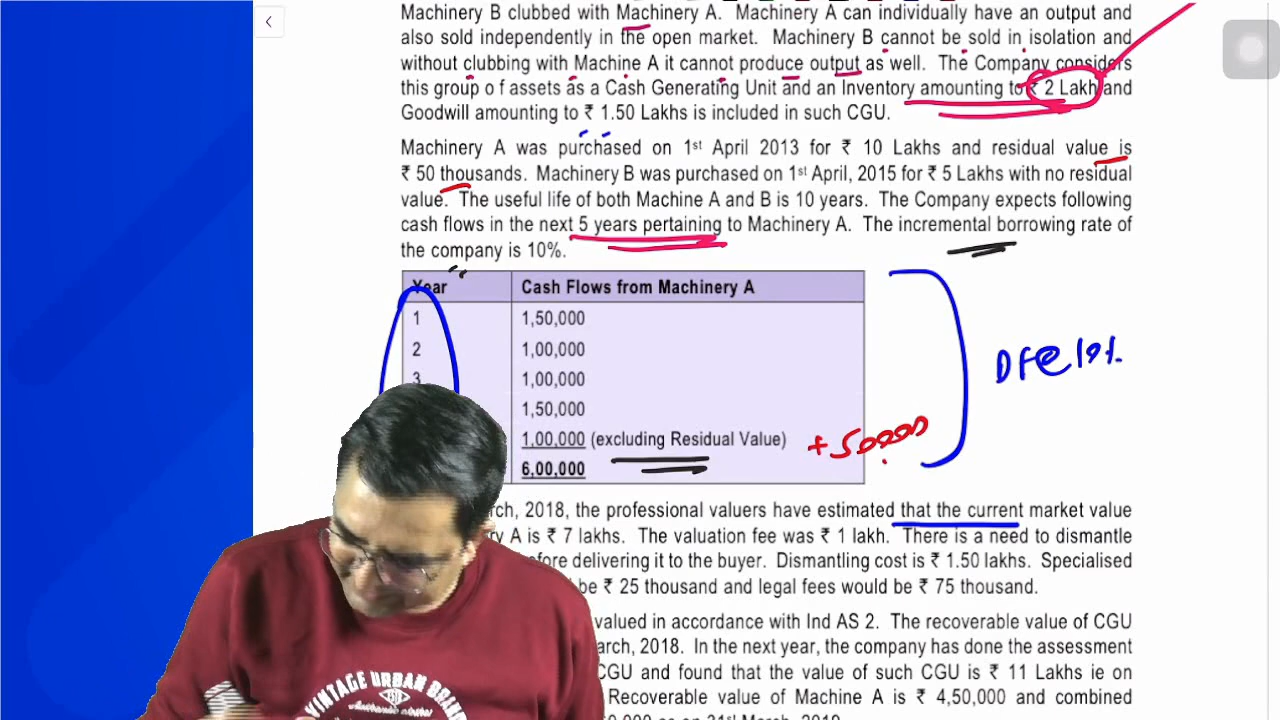 Machinery B clubbed with Machinery A. Machinery A can individually have an output and
also sold independently in the open market. Machinery B cannot be sold in isolation and
without clubbing with Machine A it cannot produce output as well. The Company considers
this group o f assets as a Cash Generating Unit and an Inventory amounting to ₹ 2 Lakh and
Goodwill amounting to ₹ 1.50 Lakhs is included in such CGU.
Machinery A was purchased on 1st April 2013 for ₹ 10 Lakhs and residual value is
₹ 50 thousands. Machinery B was purchased on 1st April, 2015 for ₹ 5 Lakhs with no residual
value. The useful life of both Machine A and B is 10 years. The Company expects following
cash flows in the next 5 years pertaining to Machinery A. The incremental borrowing rate of
the company is 10%.
Year Cash Flows from Machinery A
1 1,50,000
2 1,00,000
3 1,00,000
1,50,000
1,00,000 (excluding Residual Value) +50000
6,00,000
DF@10%
2018, the professional valuers have estimated that the current market value
A is ₹ 7 lakhs. The valuation fee was ₹ 1 lakh. There is a need to dismantle
before delivering it to the buyer. Dismantling cost is ₹ 1.50 lakhs. Specialised
be ₹ 25 thousand and legal fees would be ₹ 75 thousand.
valued in accordance with Ind AS 2. The recoverable value of CGU
2018. In the next year, the company has done the assessment
CGU and found that the value of such CGU is ₹ 11 Lakhs ie on
Recoverable value of Machine A is ₹ 4,50,000 and combined
VINTAGE URBAN